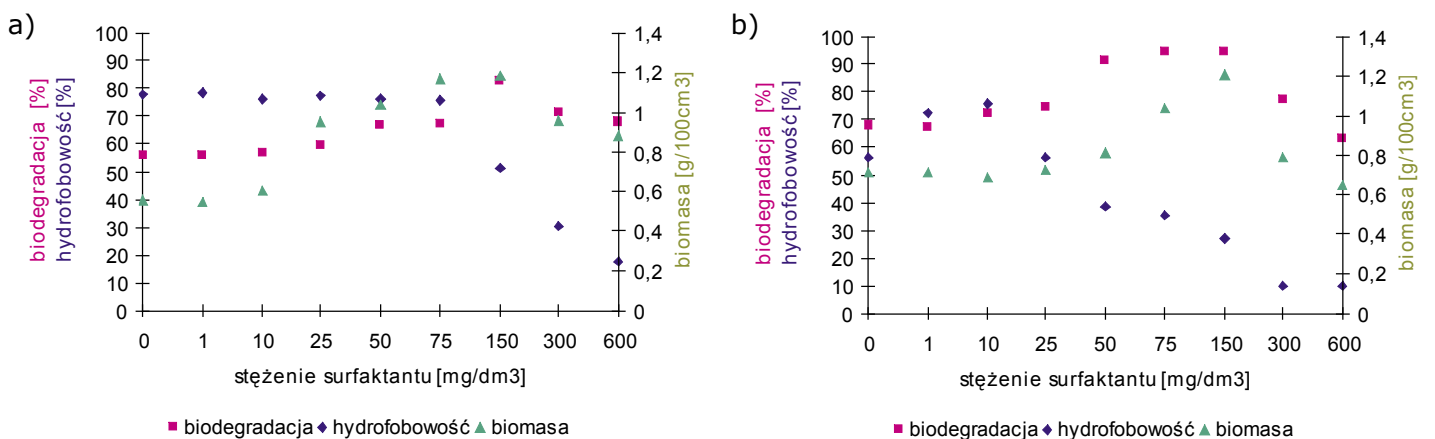 a)
biodegradacja [%]
hydrofobowość [%]
100
90
80
70
60
50
40
30
20
10
0
1,4
1,2
1
0,8
0,6
0,4
0,2
0
biomasa [g/100cm3]
0 1 10 25 50 75 150 300 600
stężenie surfaktantu [mg/dm3]
biodegradacja hydrofobowość biomasa
b)
biodegradacja [%]
hydrofobowość [%]
100
90
80
70
60
50
40
30
20
10
0
1,4
1,2
1
0,8
0,6
0,4
0,2
0
biomasa [g/100cm3]
0 1 10 25 50 75 150 300 600
stężenie surfaktantu [mg/dm3]
biodegradacja hydrofobowość biomasa